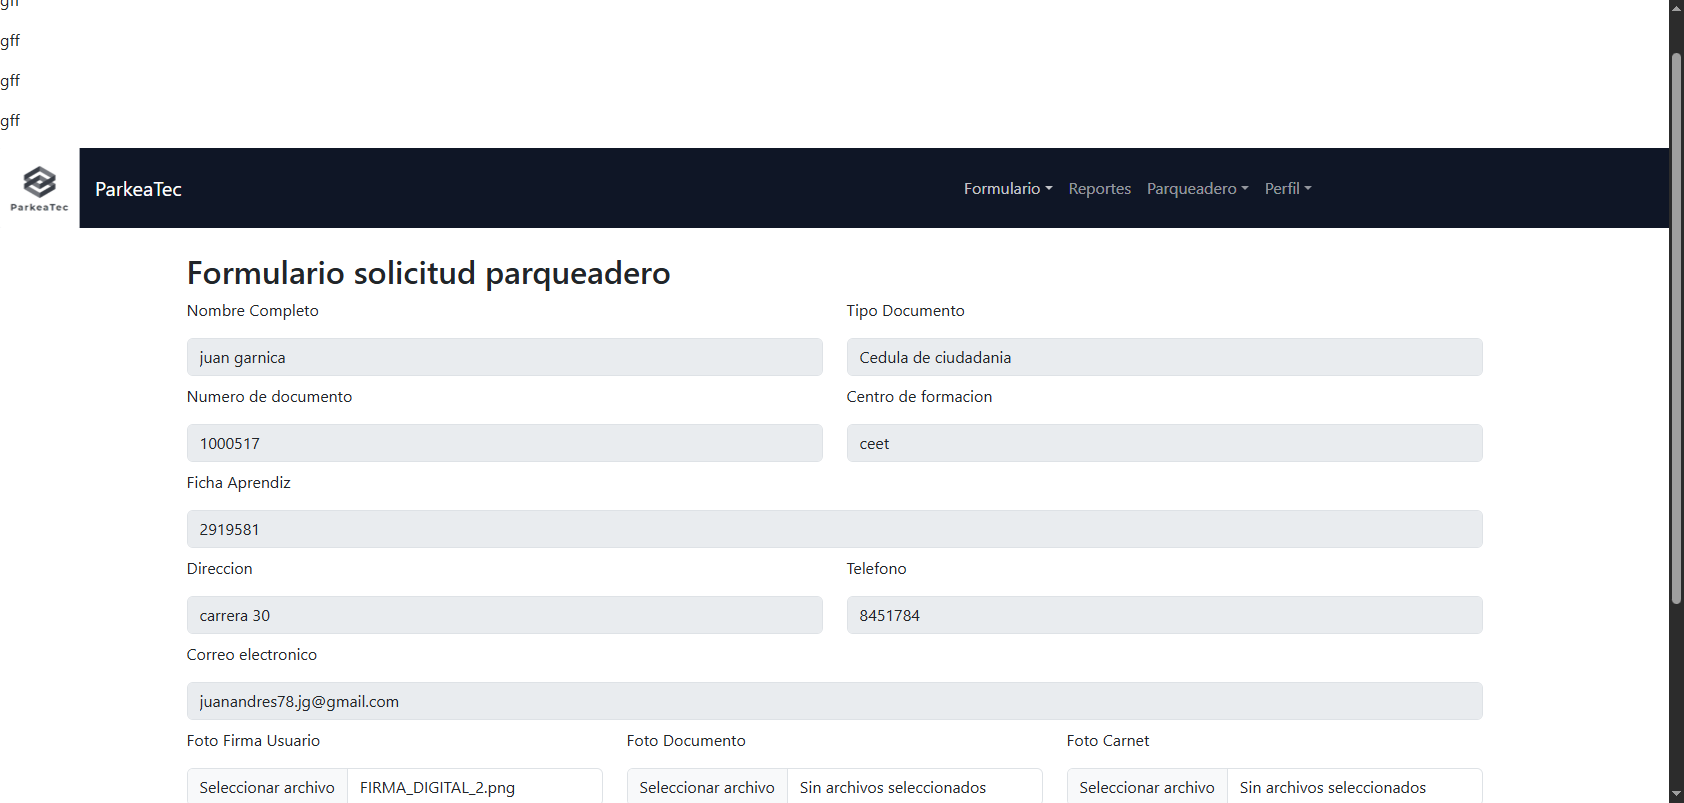 gff
gff
gff
gff
ParkeaTec
ParkeaTec
Formulario Reportes Parqueadero Perfil
Formulario solicitud parqueadero
Nombre Completo Tipo Documento
juan garnica Cedula de ciudadania
Numero de documento Centro de formacion
1000517 ceet
Ficha Aprendiz
2919581
Direccion Telefono
carrera 30 8451784
Correo electronico
juanandres78.jg@gmail.com
Foto Firma Usuario Foto Documento Foto Carnet
Seleccionar archivo FIRMA_DIGITAL_2.png Seleccionar archivo Sin archivos seleccionados Seleccionar archivo Sin archivos seleccionados